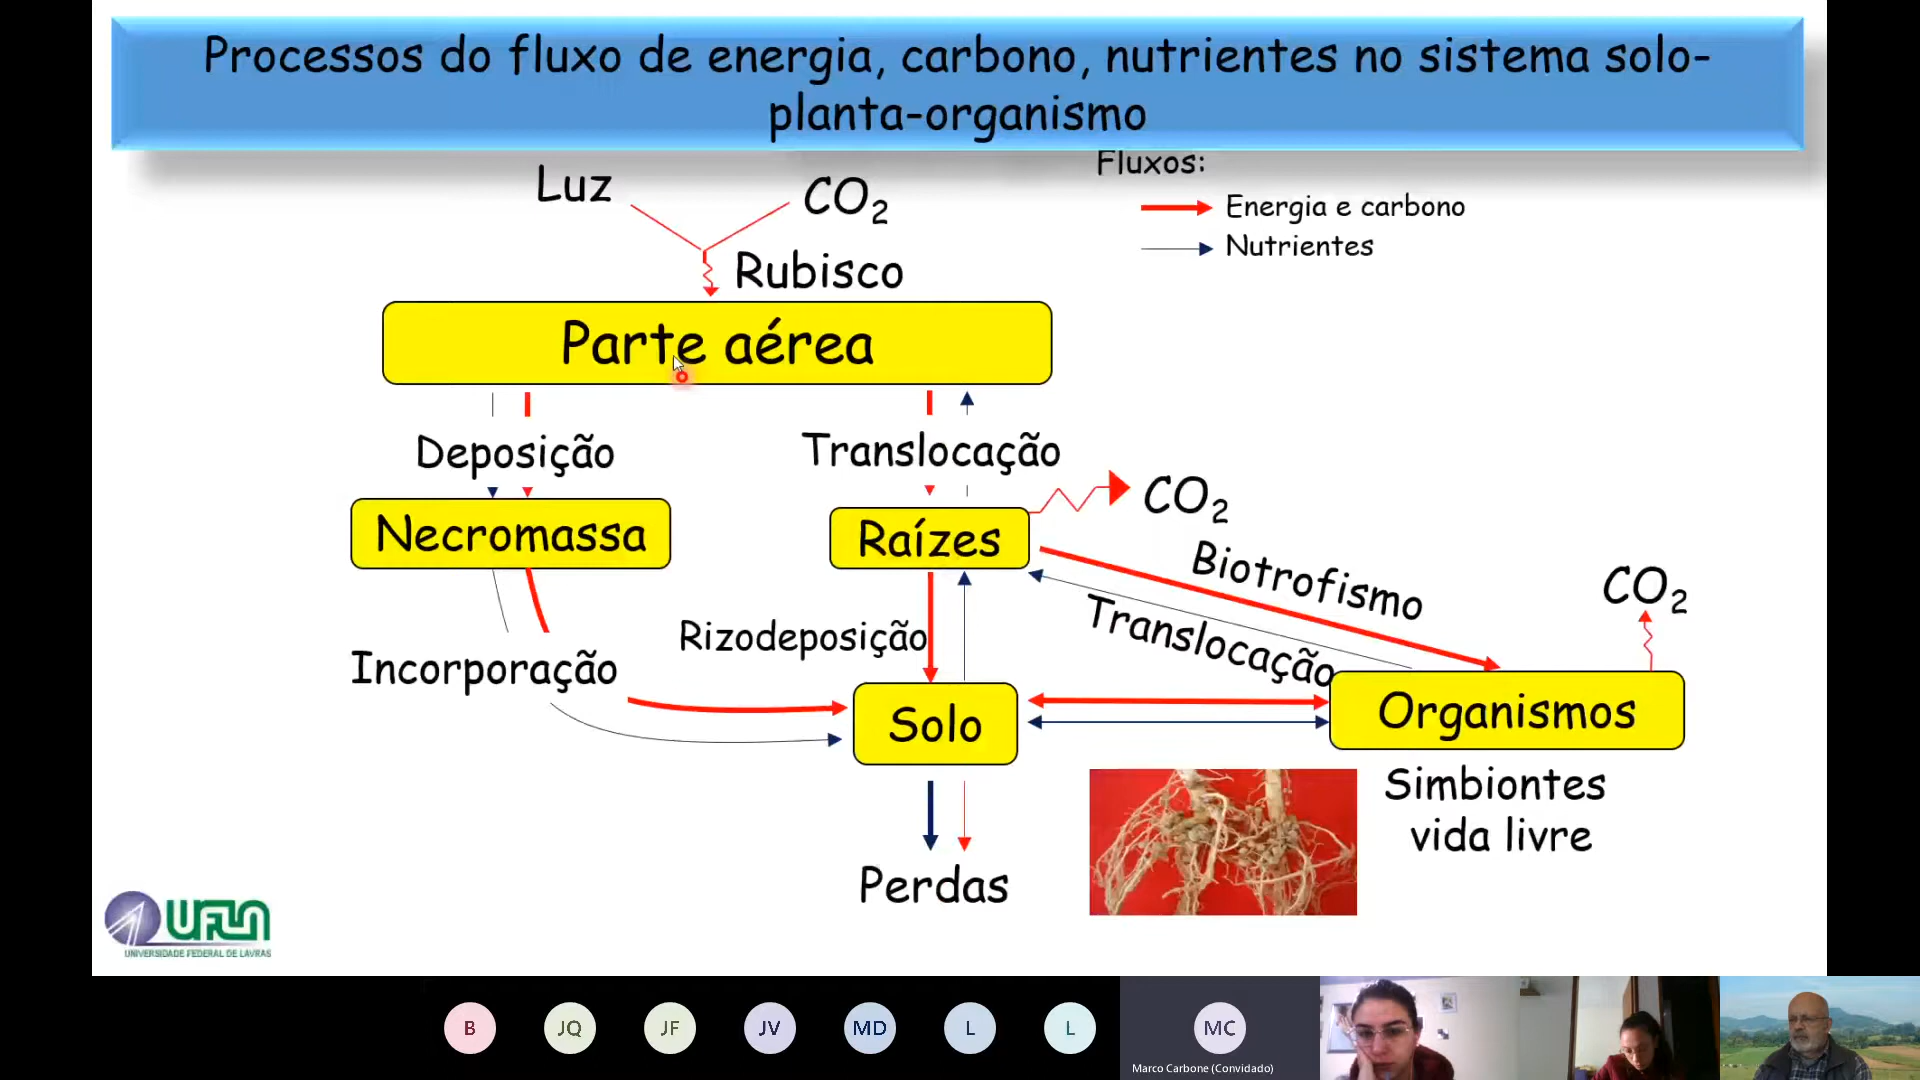 Processos do fluxo de energia, carbono, nutrientes no sistema solo-
planta-organismo
Fluxos:
Luz
CO2
Energia e carbono
Nutrientes
Rubisco
Parte aérea
Deposição
Translocação
CO2
Necromassa
Raízes
Biotrofismo
CO2
Translocação
Rizodeposição
Incorporação
Solo
Organismos
Simbiontes
vida livre
Perdas
UFLA
UNIVERSIDADE FEDERAL DE LAVRAS
B
JQ
JF
JV
MD
L
L
MC
Marco Carbone (Convidado)